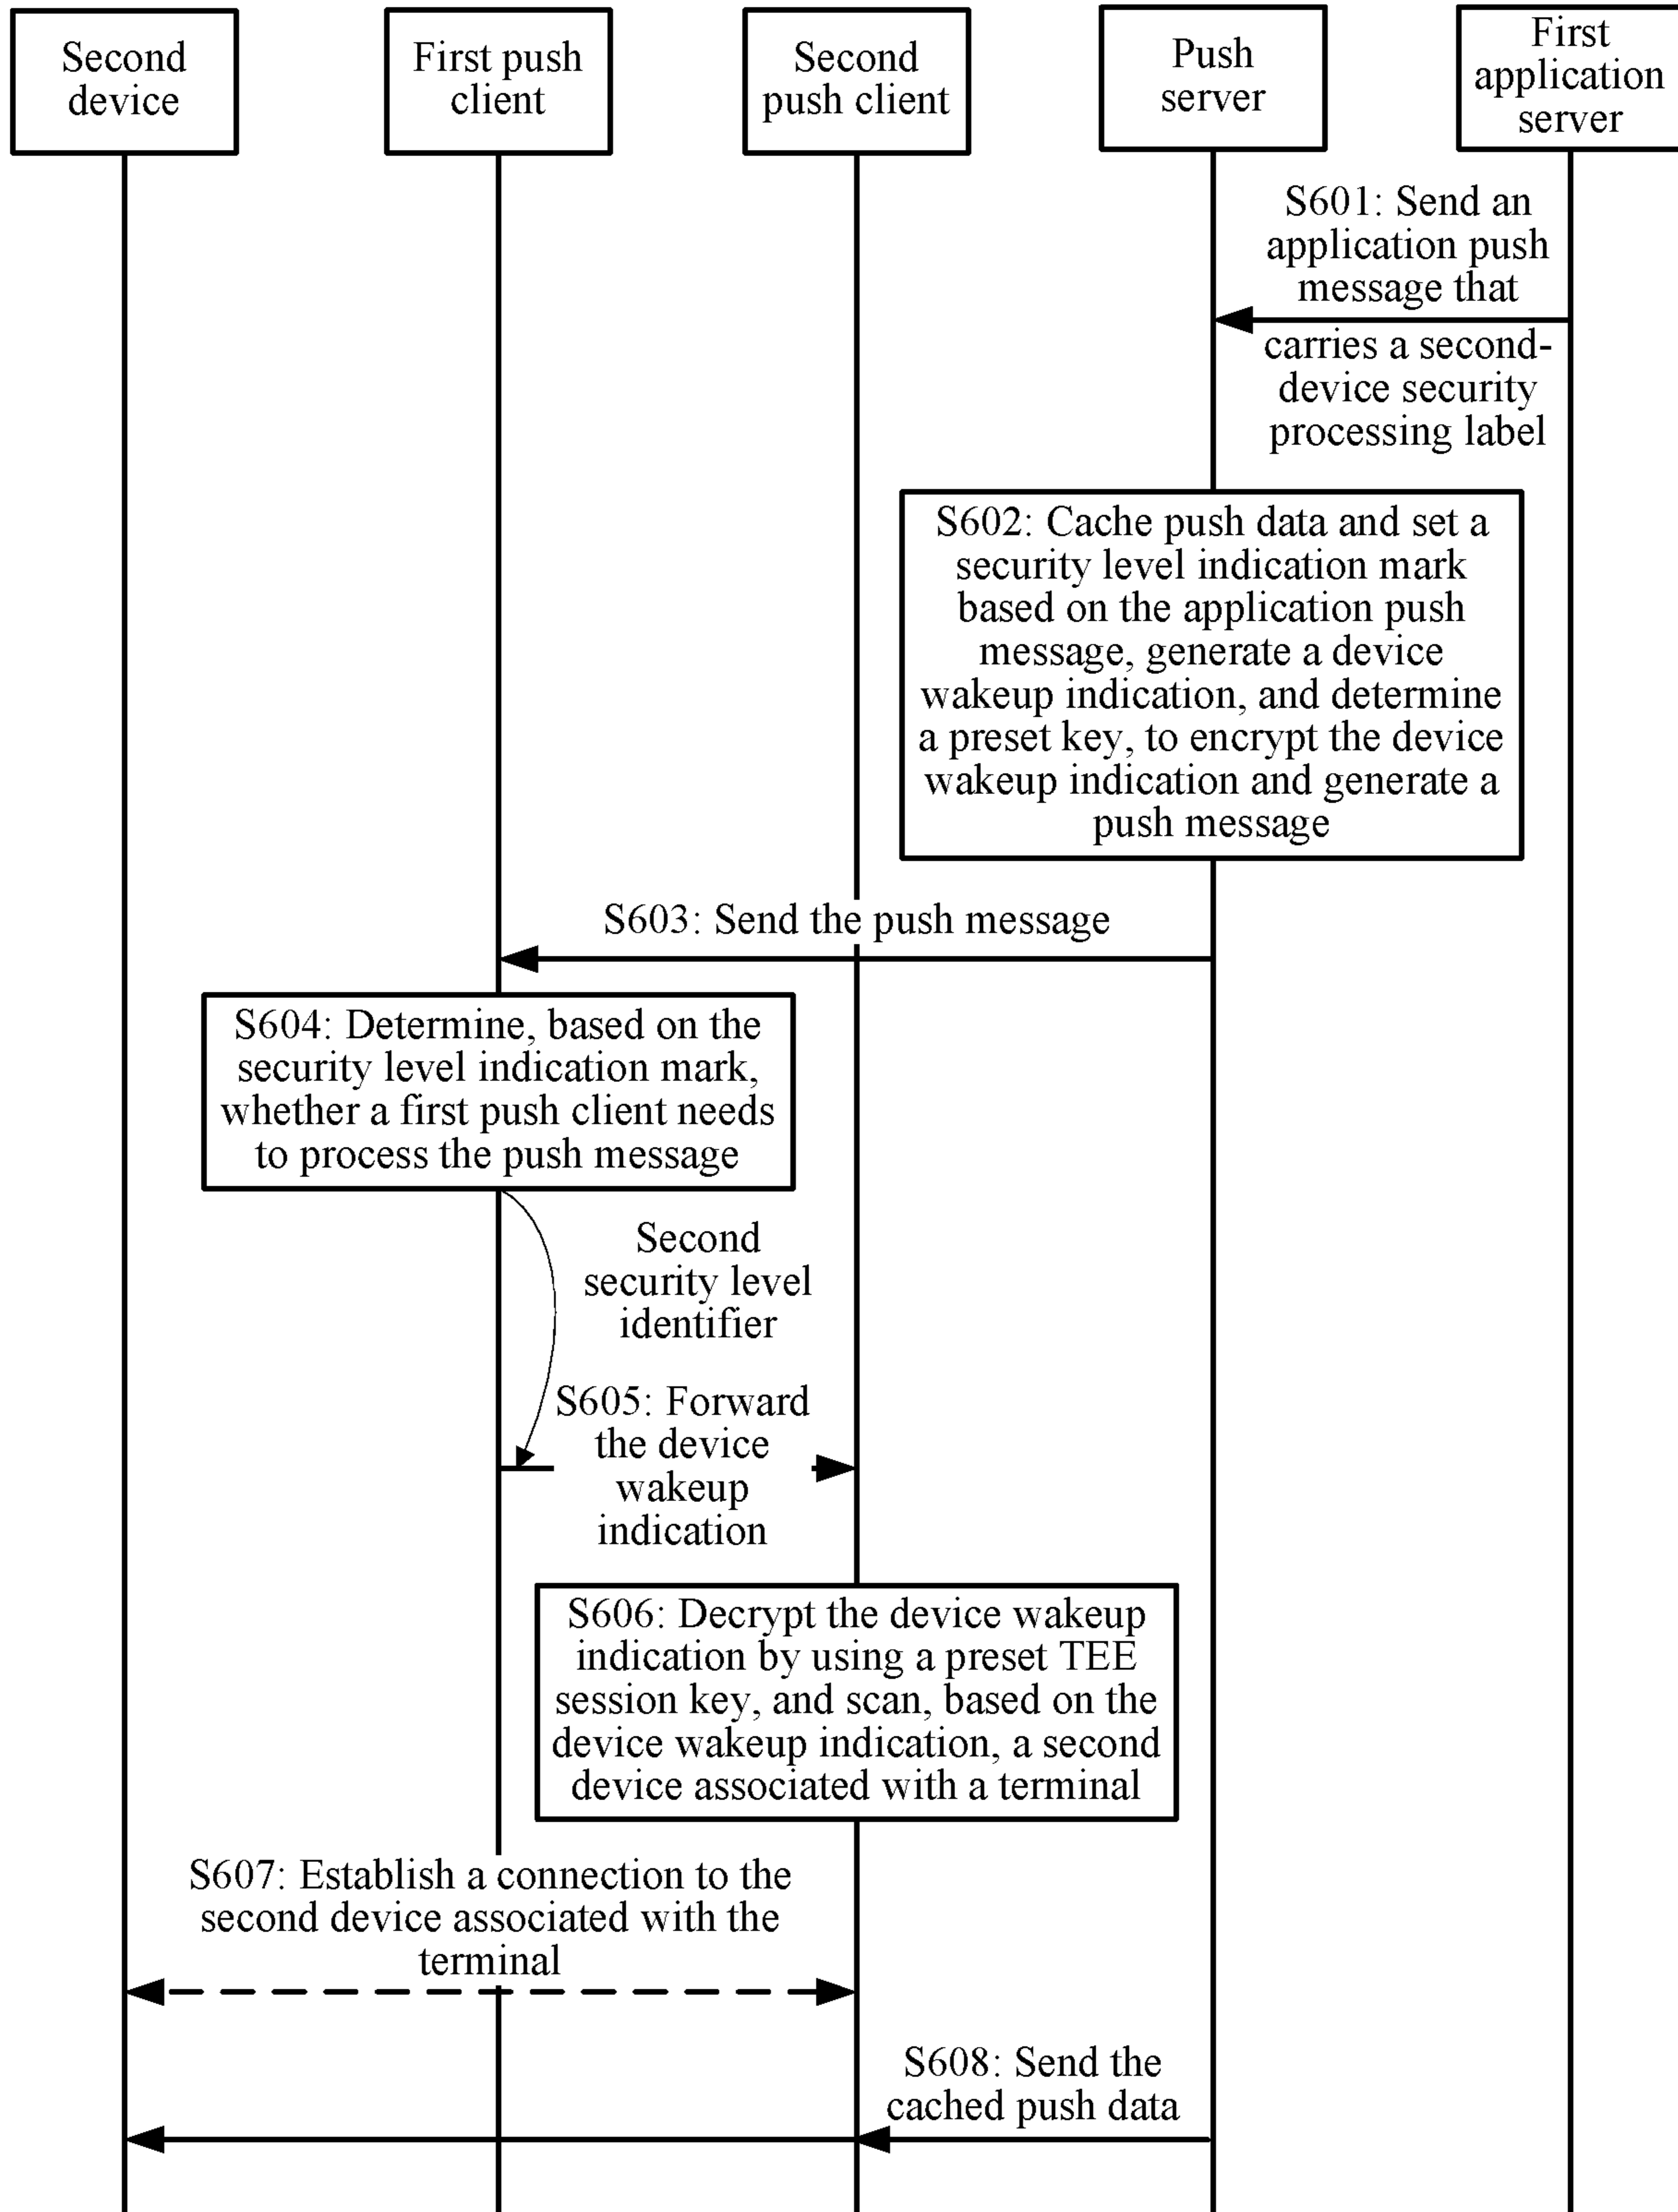 Second
device
First push
client
Second
push client
Push
server
First
application
server
S601: Send an
application push
message that
carries a second-
device security
processing label
S602: Cache push data and set a
security level indication mark
based on the application push
message, generate a device
wakeup indication, and determine
a preset key, to encrypt the device
wakeup indication and generate a
push message
S603: Send the push message
S604: Determine, based on the
security level indication mark,
whether a first push client needs
to process the push message
Second
security level
identifier
S605: Forward
the device
wakeup
indication
S606: Decrypt the device wakeup
indication by using a preset TEE
session key, and scan, based on the
device wakeup indication, a second
device associated with a terminal
S607: Establish a connection to the
second device associated with the
terminal
S608: Send the
cached push data